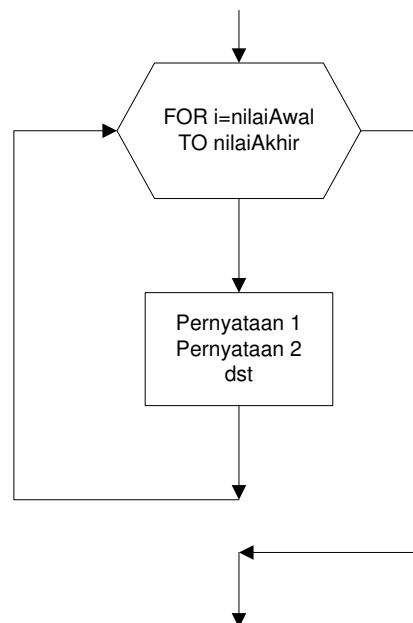 FOR i=nilaiAwal
TO nilaiAkhir
Pernyataan 1
Pernyataan 2
dst